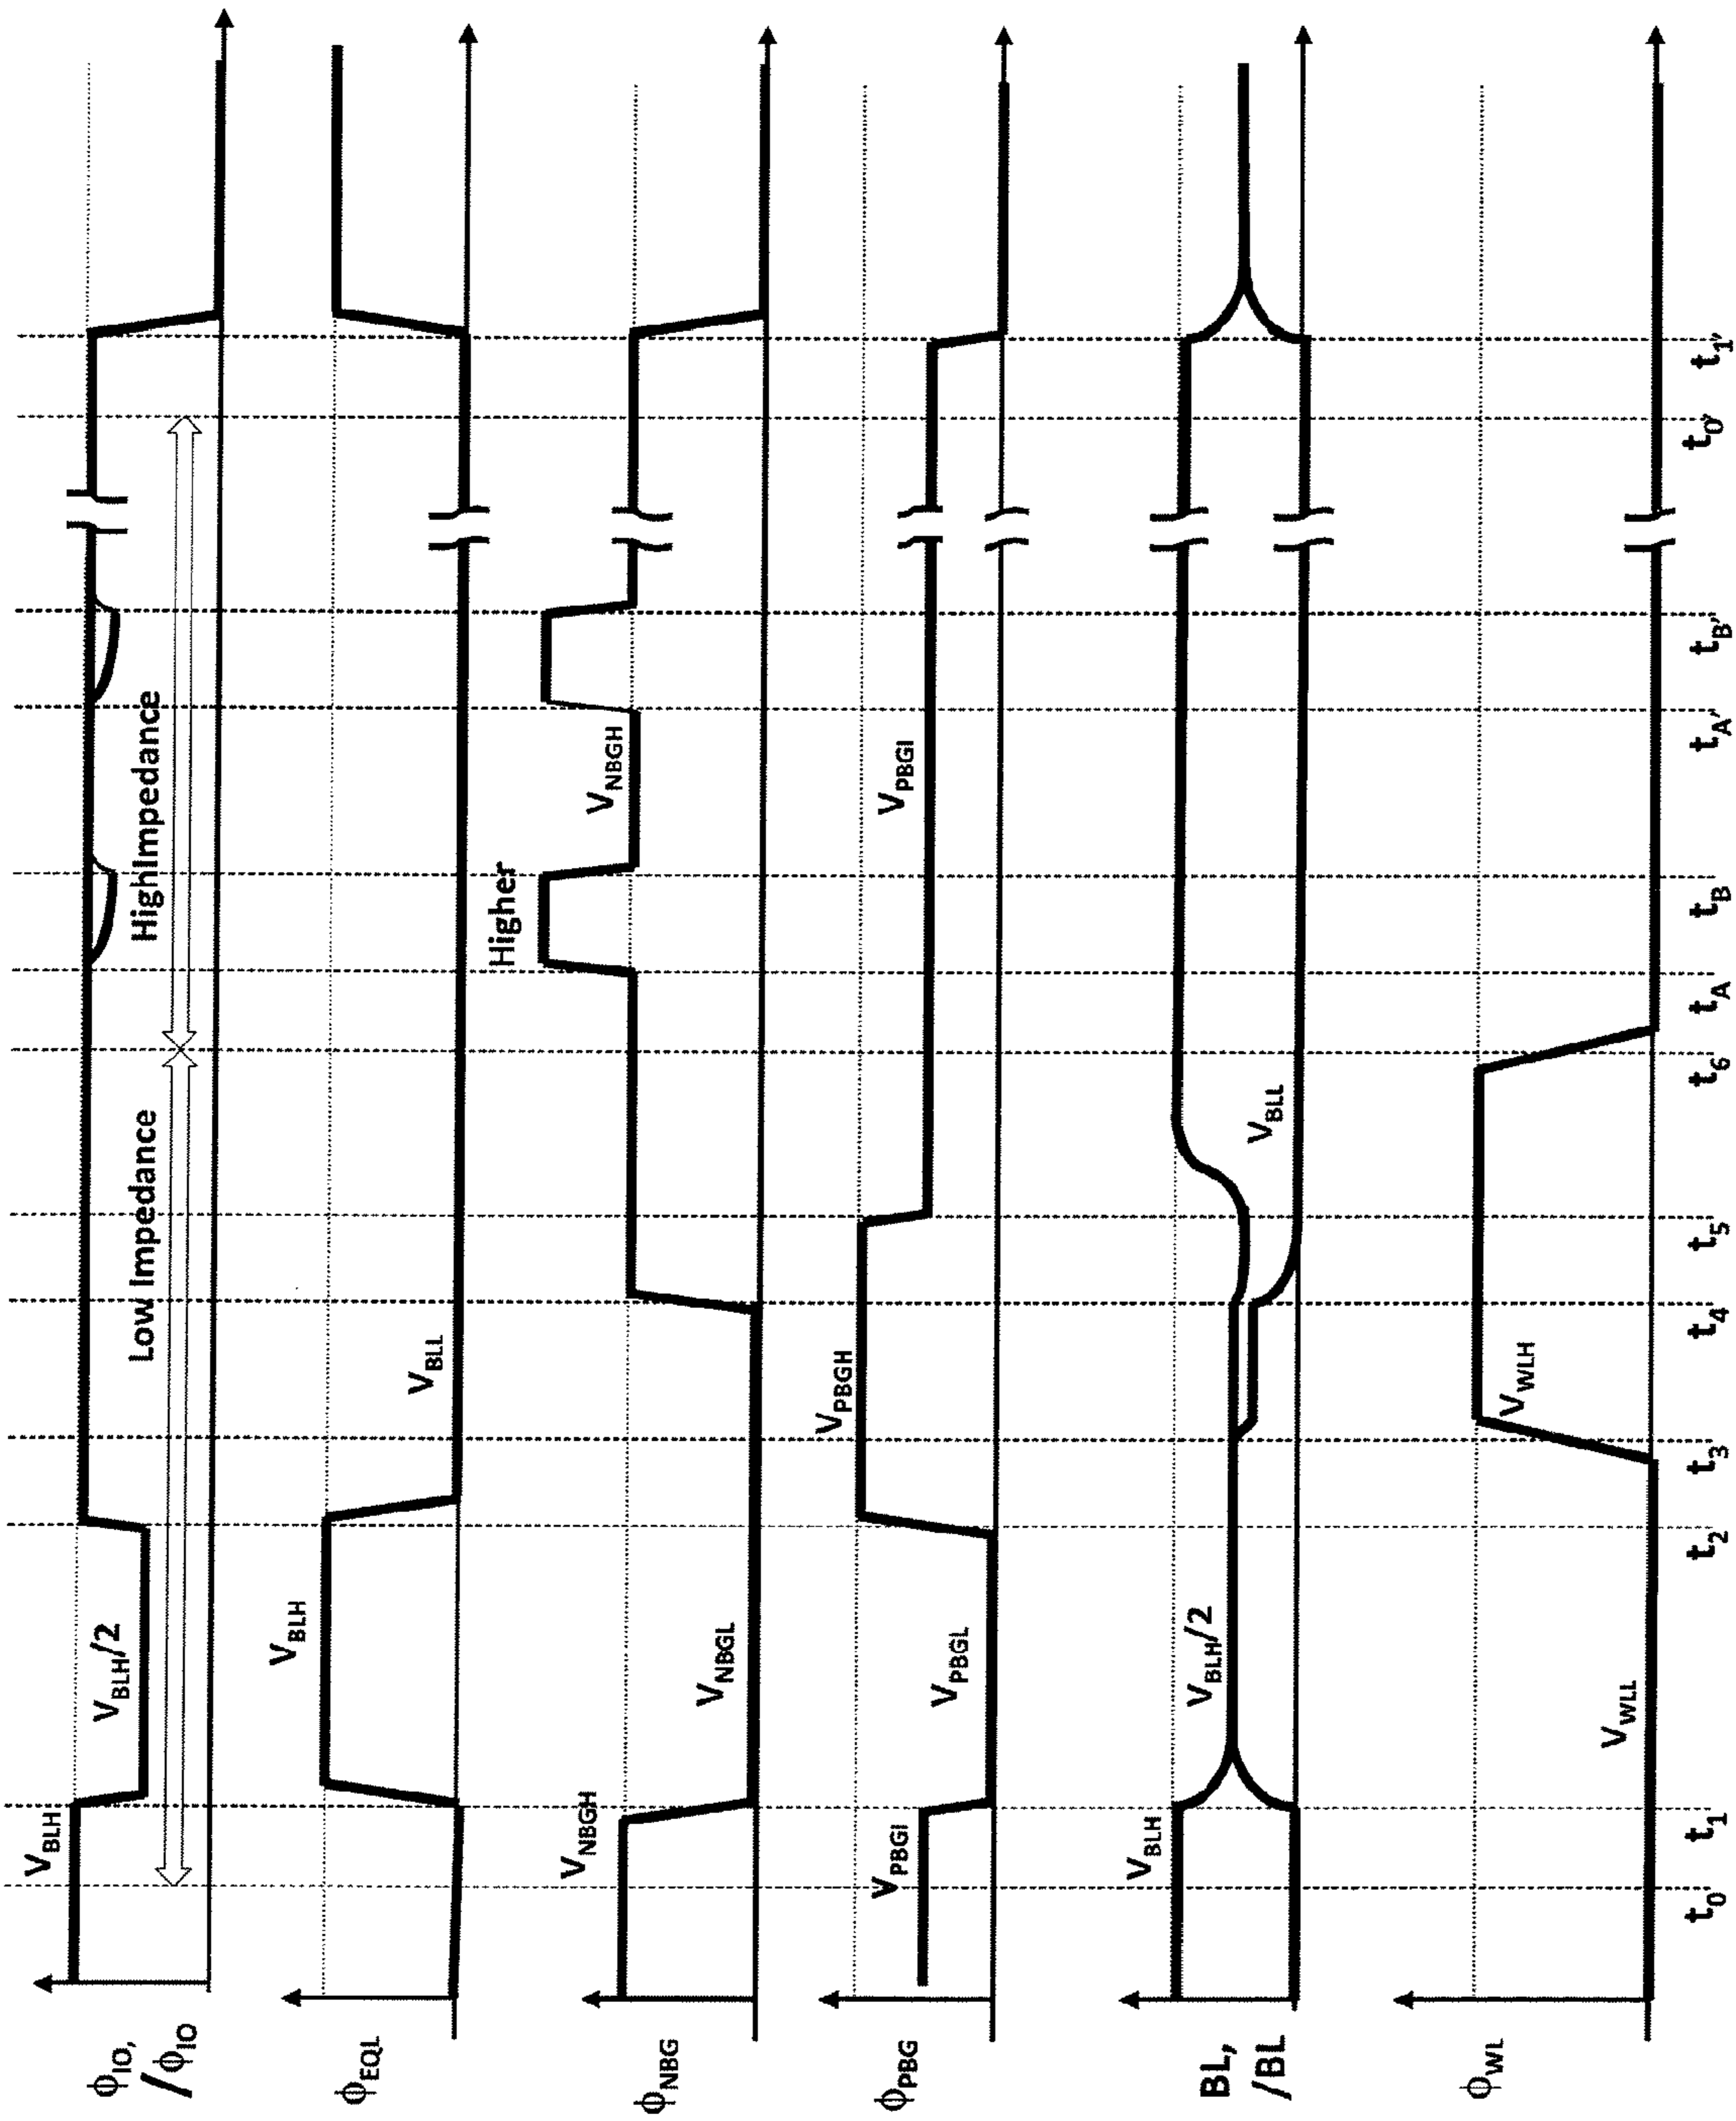 ϕIO,
/ϕIO
VBLH
VBLH/2
Low Impedance
HighImpedance
ϕEQL
VBLH
VBLL
ϕNBG
VNBGH
VNBGL
Higher
VNBGH
ϕPBG
VPBGI
VPBGL
VPBGH
VPBGI
BL,
/BL
VBLH
VBLH/2
VBLL
ϕWL
VWLL
VWLH
t0 t1 t2 t3 t4 t5 t6 tA tB tA' tB' t0' t1'